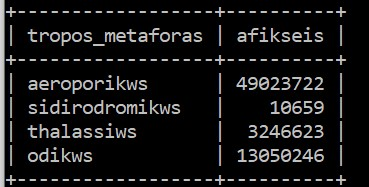 +------------------+----------+
| tropos_metaforas | afikseis |
+------------------+----------+
| aeroporikws      | 49023722 |
| sidirodromikws   |    10659 |
| thalassiws       |  3246623 |
| odikws           | 13050246 |
+------------------+----------+